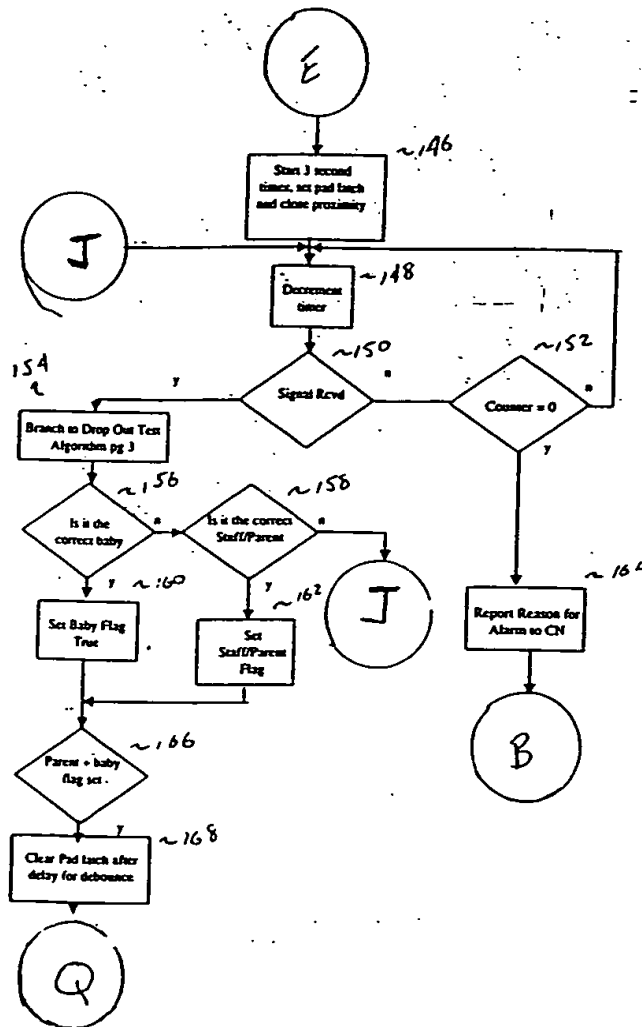 E
~146
Start 3 second
timer, set pad latch
and close proximity
J
~148
Decrement
timer
~150
~152
154
~
y
Signal Rcvd
n
Counter = 0
n
Branch to Drop Out Test
Algorithm pg 3
y
~156
~158
Is it the
correct baby
n
Is it the correct
Staff/Parent
n
y
~160
y
~162
J
Set Baby Flag
True
Set
Staff/Parent
Flag
Report Reason for
Alarm to CN
~166
Parent + baby
flag set
B
y
~168
Clear Pad latch after
delay for debounce
Q